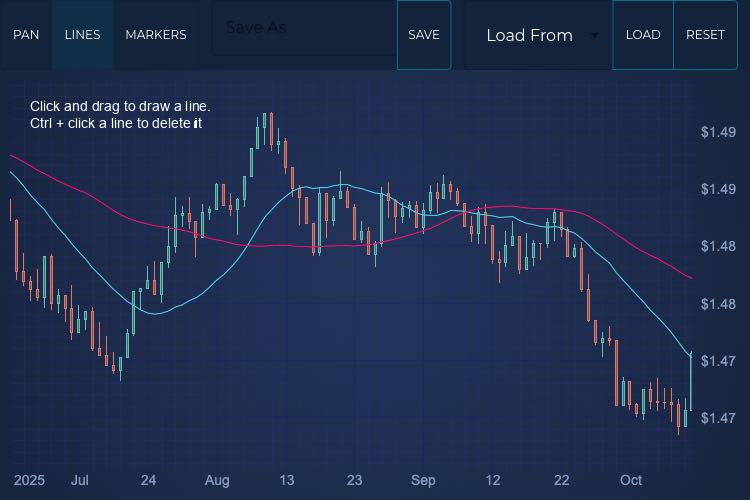 PAN
LINES
MARKERS
Save As
SAVE
Load From
LOAD
RESET
Click and drag to draw a line.
Ctrl + click a line to delete it
$1.49
$1.49
$1.48
$1.48
$1.47
$1.47
2025 Jul 24 Aug 13 23 Sep 12 22 Oct